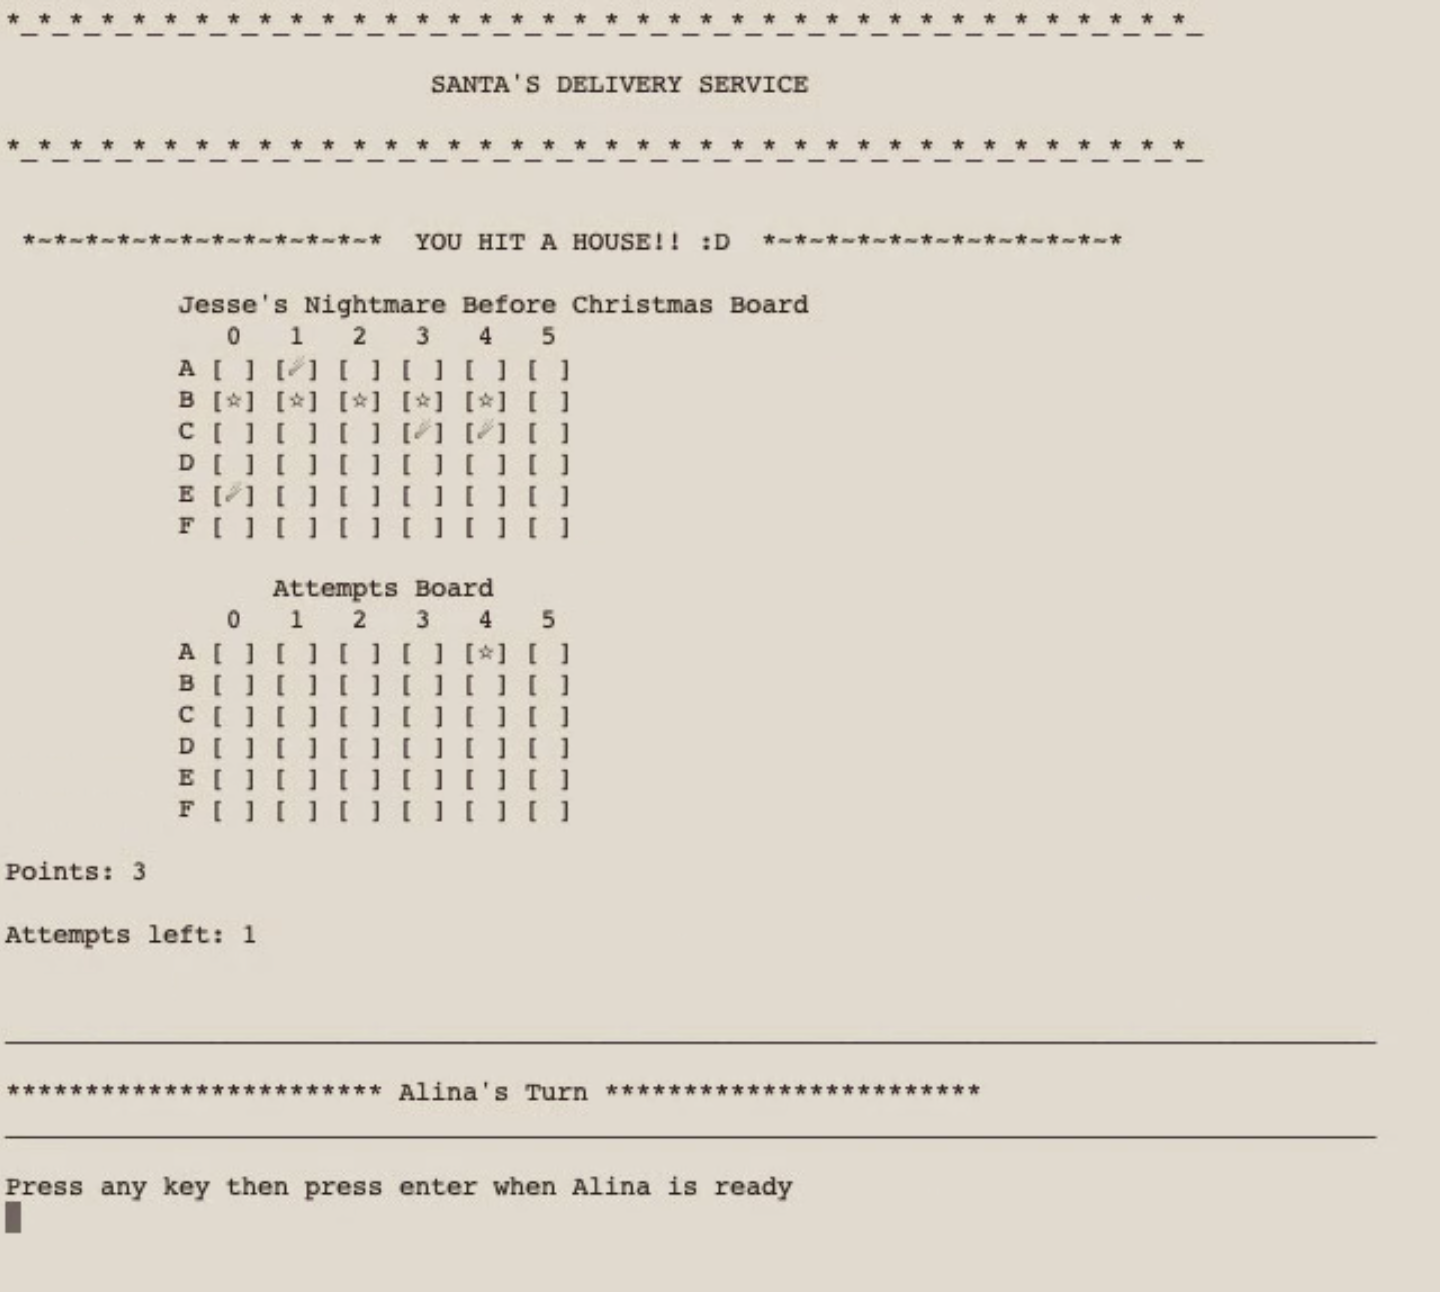 *_*_*_*_*_*_*_*_*_*_*_*_*_*_*_*_*_*_*_*_*_*_*_*_*_*_*_*_*_*_*_*_*_*_*_*_*_*_
SANTA'S DELIVERY SERVICE
*_*_*_*_*_*_*_*_*_*_*_*_*_*_*_*_*_*_*_*_*_*_*_*_*_*_*_*_*_*_*_*_*_*_*_*_*_*_
*~*~*~*~*~*~*~*~*~*~*~* YOU HIT A HOUSE!! :D *~*~*~*~*~*~*~*~*~*~*~*
Jesse's Nightmare Before Christmas Board
0 1 2 3 4 5
A [ ] [☄] [ ] [ ] [ ] [ ]
B [☆] [☆] [☆] [☆] [☆] [ ]
C [ ] [ ] [ ] [☄] [☄] [ ]
D [ ] [ ] [ ] [ ] [ ] [ ]
E [☄] [ ] [ ] [ ] [ ] [ ]
F [ ] [ ] [ ] [ ] [ ] [ ]
Attempts Board
0 1 2 3 4 5
A [ ] [ ] [ ] [ ] [☆] [ ]
B [ ] [ ] [ ] [ ] [ ] [ ]
C [ ] [ ] [ ] [ ] [ ] [ ]
D [ ] [ ] [ ] [ ] [ ] [ ]
E [ ] [ ] [ ] [ ] [ ] [ ]
F [ ] [ ] [ ] [ ] [ ] [ ]
Points: 3
Attempts left: 1
************************ Alina's Turn ************************
Press any key then press enter when Alina is ready